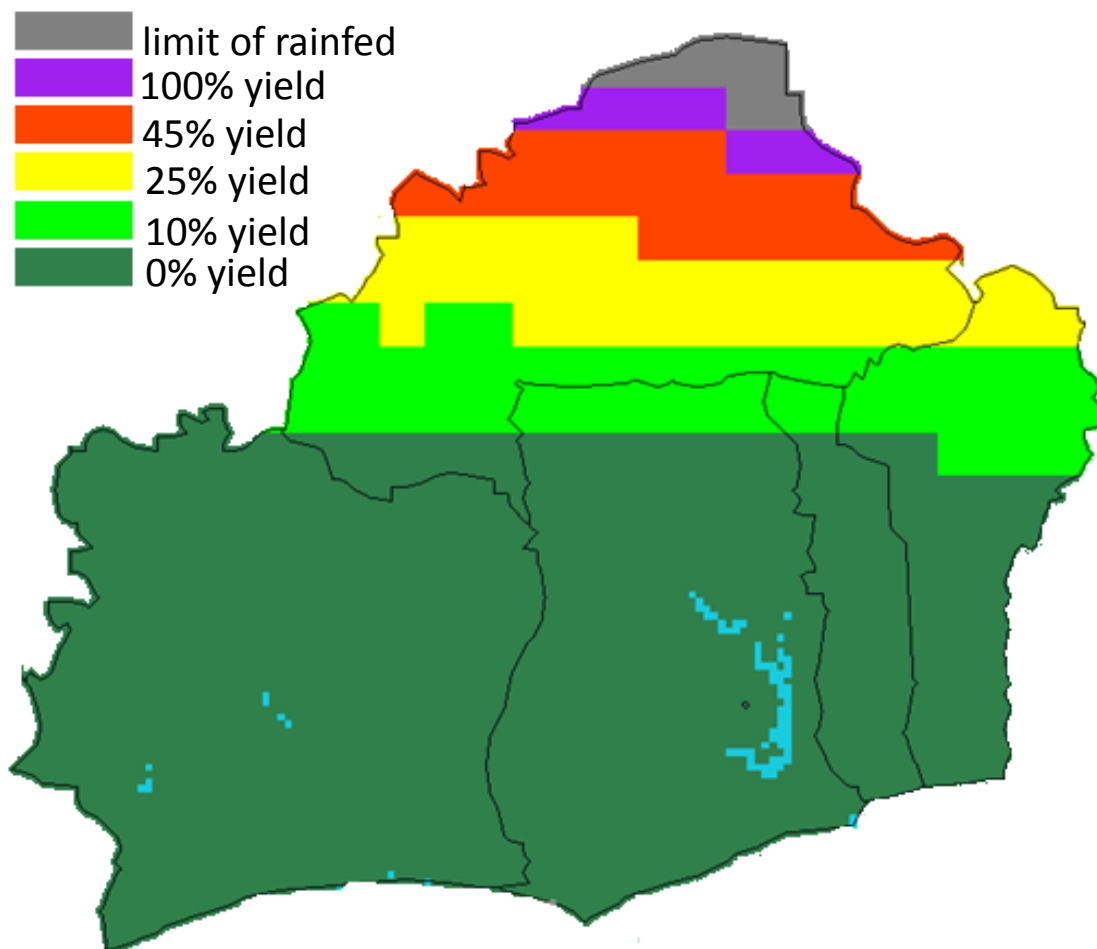 limit of rainfed
100% yield
45% yield
25% yield
10% yield
0% yield